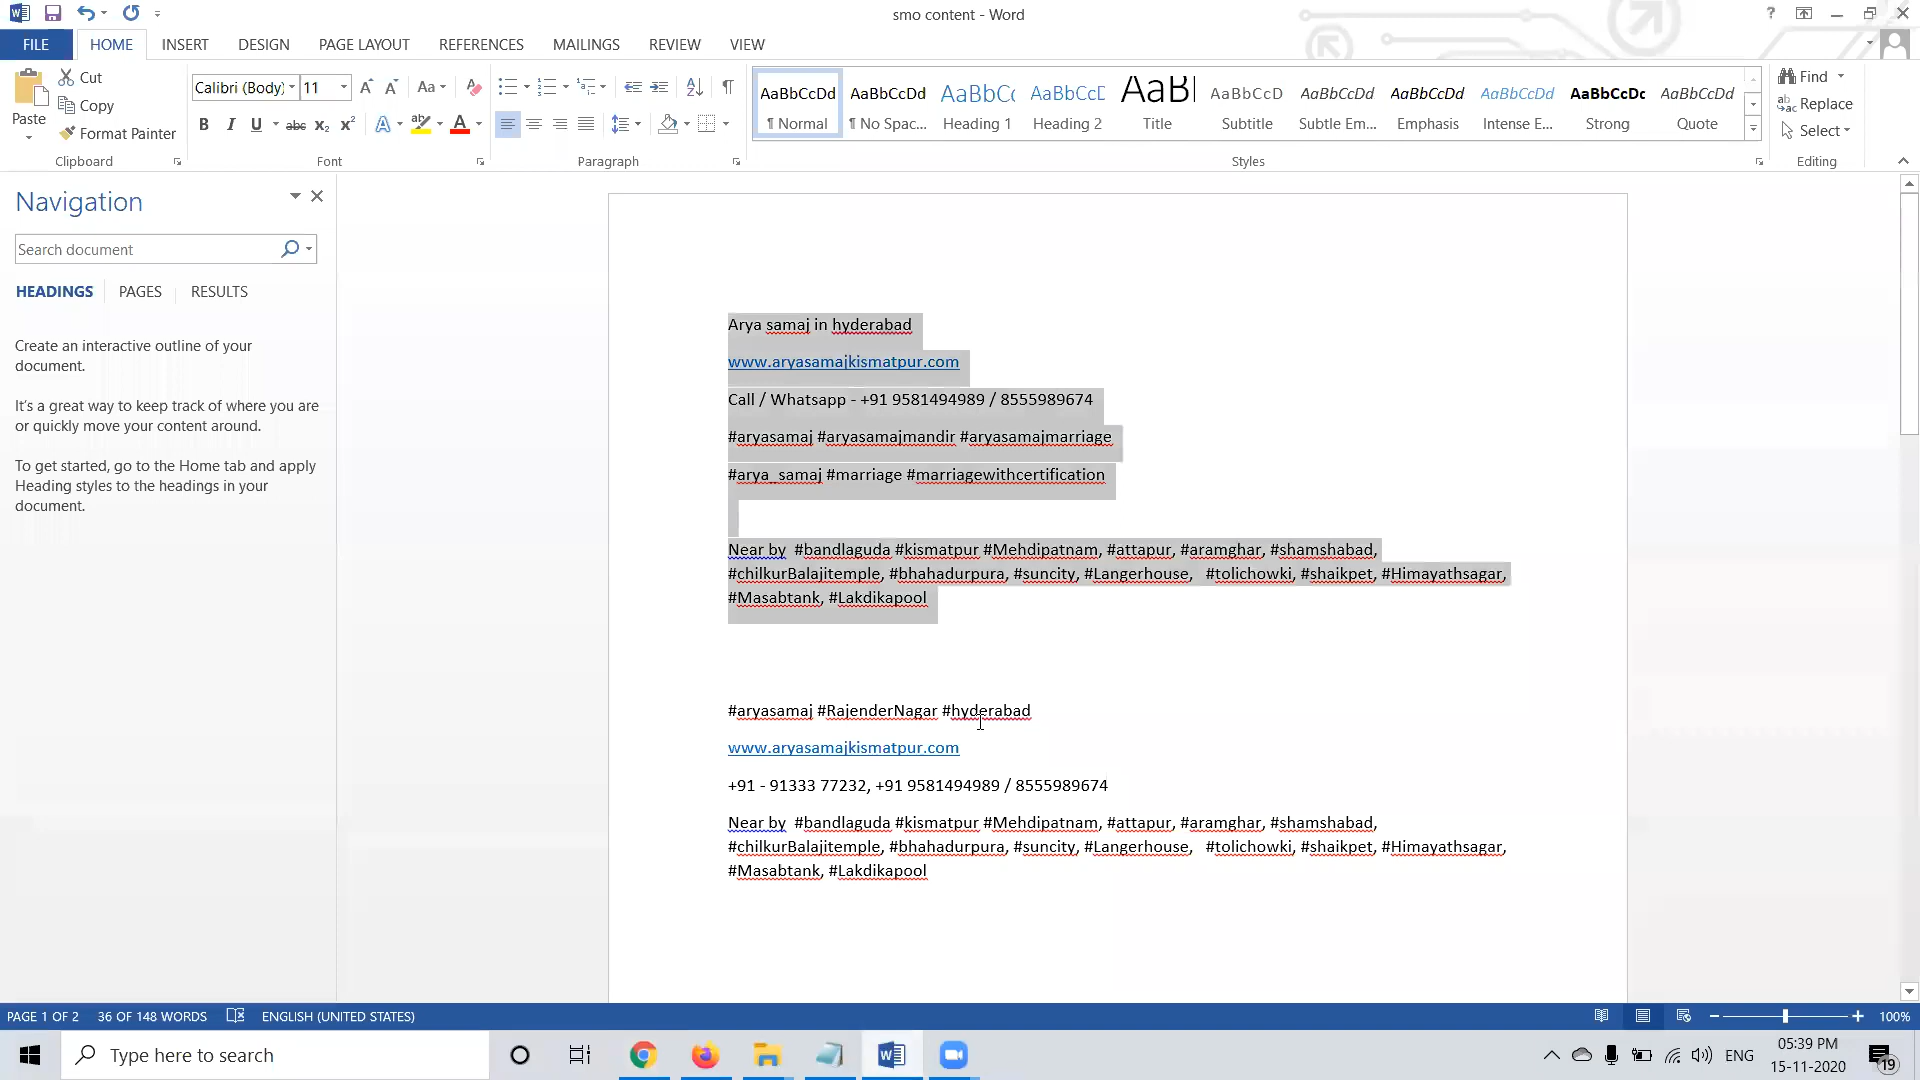 smo content - Word
FILE HOME INSERT DESIGN PAGE LAYOUT REFERENCES MAILINGS REVIEW VIEW
Paste
Cut
Copy
Format Painter
Clipboard
Calibri (Body) 11
Font
Paragraph
AaBbCcDd AaBbCcDd AaBbCc AaBbCcD AaBl AaBbCcD AaBbCcDd AaBbCcDd AaBbCcDd AaBbCcDc AaBbCcDd
¶ Normal ¶ No Spac... Heading 1 Heading 2 Title Subtitle Subtle Em... Emphasis Intense E... Strong Quote
Styles
Find
Replace
Select
Editing
Navigation
Search document
HEADINGS PAGES RESULTS
Create an interactive outline of your
document.
It's a great way to keep track of where you are
or quickly move your content around.
To get started, go to the Home tab and apply
Heading styles to the headings in your
document.
Arya samaj in hyderabad
www.aryasamajkismatpur.com
Call / Whatsapp - +91 9581494989 / 8555989674
#aryasamaj #aryasamajmandir #aryasamajmarriage
#arya_samaj #marriage #marriagewithcertification
Near by #bandlaguda #kismatpur #Mehdipatnam, #attapur, #aramghar, #shamshabad,
#chilkurBalajitemple, #bhahadurpura, #suncity, #Langerhouse, #tolichowki, #shaikpet, #Himayathsagar,
#Masabtank, #Lakdikapool
#aryasamaj #RajenderNagar #hyderabad
www.aryasamajkismatpur.com
+91 - 91333 77232, +91 9581494989 / 8555989674
Near by #bandlaguda #kismatpur #Mehdipatnam, #attapur, #aramghar, #shamshabad,
#chilkurBalajitemple, #bhahadurpura, #suncity, #Langerhouse, #tolichowki, #shaikpet, #Himayathsagar,
#Masabtank, #Lakdikapool
PAGE 1 OF 2 36 OF 148 WORDS ENGLISH (UNITED STATES) 100%
Type here to search
ENG
05:39 PM
15-11-2020
19